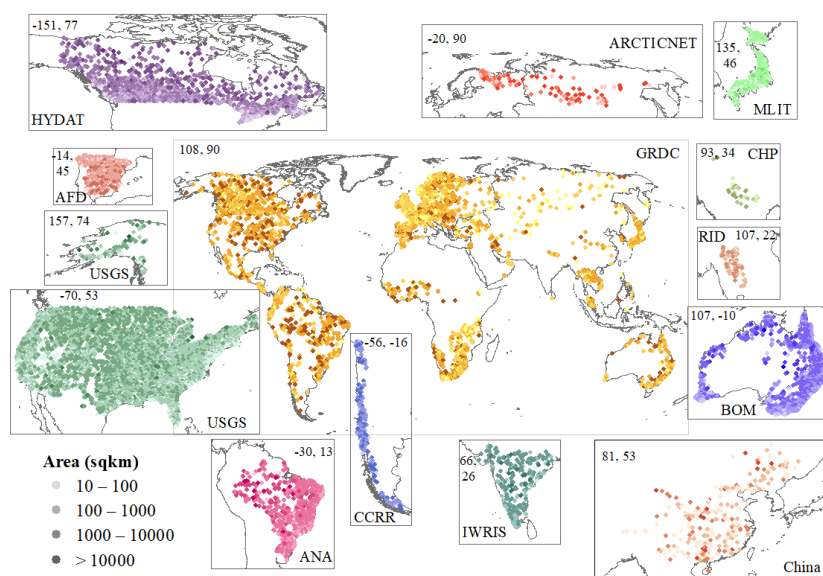 -151, 77
HYDAT
-20, 90
ARCTICNET
135,
46
MLIT
-14,
45
AFD
108, 90
GRDC
93, 34
CHP
157, 74
USGS
RID
107, 22
-70, 53
USGS
-56, -16
CCRR
107, -10
BOM
Area (sqkm)
10 – 100
100 – 1000
1000 – 10000
> 10000
-30, 13
ANA
66,
26
IWRIS
81, 53
China